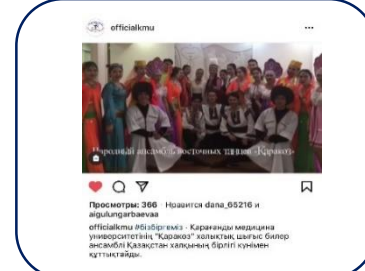 officialkmu
Народный ансамбль восточных танцев «Қаракөз»
Просмотры: 366 · Нравится dana_65216 и
aigulungarbaevaa
officialkmu #бізбіргеміз - Қарағанды медицина
университетінің "Қаракөз" халықтық шығыс билер
ансамблі Қазақстан халқының бірлігі күнімен
құттықтайды.